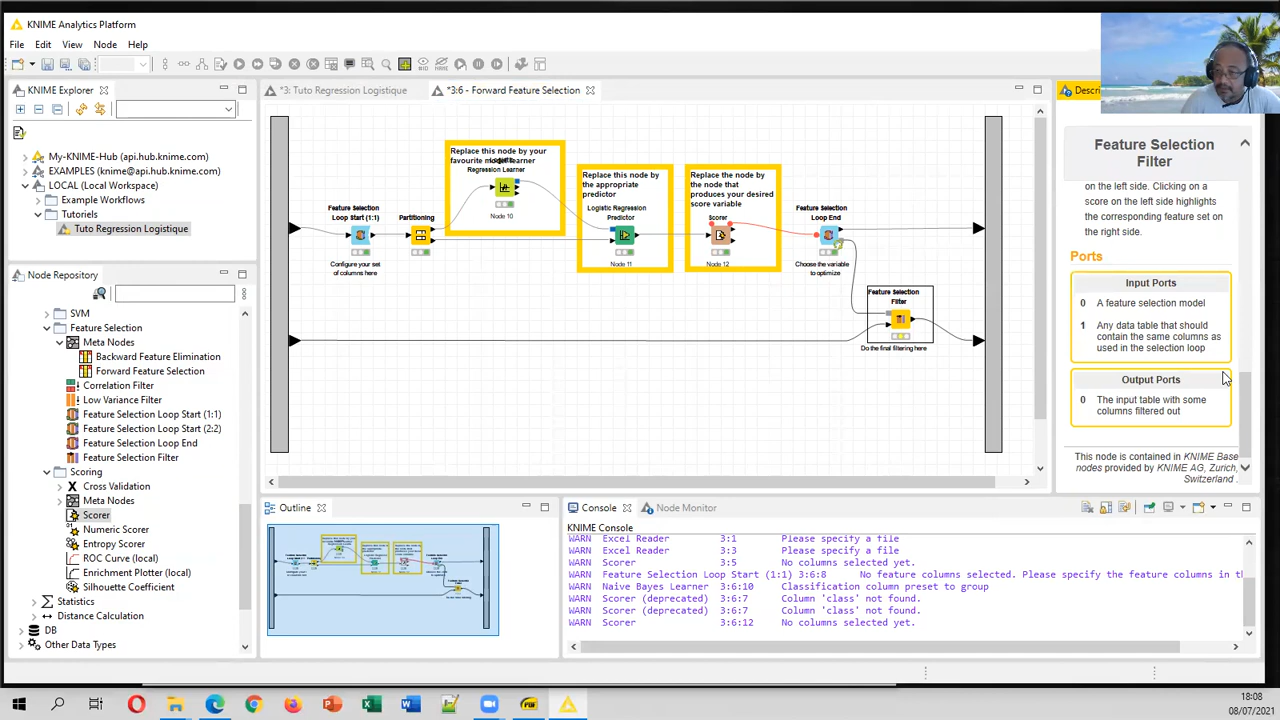 KNIME Analytics Platform
File Edit View Node Help
KNIME Explorer
My-KNIME-Hub (api.hub.knime.com)
EXAMPLES (knime@api.hub.knime.com)
LOCAL (Local Workspace)
Example Workflows
Tutoriels
Tuto Regression Logistique
Node Repository
SVM
Feature Selection
Meta Nodes
Backward Feature Elimination
Forward Feature Selection
Correlation Filter
Low Variance Filter
Feature Selection Loop Start (1:1)
Feature Selection Loop Start (2:2)
Feature Selection Loop End
Feature Selection Filter
Scoring
Cross Validation
Meta Nodes
Scorer
Numeric Scorer
Entropy Scorer
ROC Curve (local)
Enrichment Plotter (local)
Silhouette Coefficient
Statistics
Distance Calculation
DB
Other Data Types
*3: Tuto Regression Logistique
*3:6 - Forward Feature Selection
Replace this node by your
favourite model learner
Logistic
Regression Learner
Node 10
Replace this node by
the appropriate
predictor
Logistic Regression
Predictor
Node 11
Replace the node by
the node that
produces your desired
score variable
Scorer
Node 12
Feature Selection
Loop Start (1:1)
Configure your set
of columns here
Partitioning
Feature Selection
Loop End
Choose the variable
to optimize
Feature Selection
Filter
Do the final filtering here
Outline
Console
Node Monitor
KNIME Console
WARN Excel Reader 3:1 Please specify a file
WARN Excel Reader 3:3 Please specify a file
WARN Scorer 3:5 No columns selected yet.
WARN Feature Selection Loop Start (1:1) 3:6:8 No feature columns selected. Please specify the feature columns in th
WARN Naive Bayes Learner 3:6:10 Classification column preset to group
WARN Scorer (deprecated) 3:6:7 Column 'class' not found.
WARN Scorer (deprecated) 3:6:7 Column 'class' not found.
WARN Scorer 3:6:12 No columns selected yet.
Descri
Feature Selection
Filter
on the left side. Clicking on a
score on the left side highlights
the corresponding feature set on
the right side.
Ports
Input Ports
0 A feature selection model
1 Any data table that should
contain the same columns as
used in the selection loop
Output Ports
0 The input table with some
columns filtered out
This node is contained in KNIME Base
nodes provided by KNIME AG, Zurich,
Switzerland.
18:08
08/07/2021